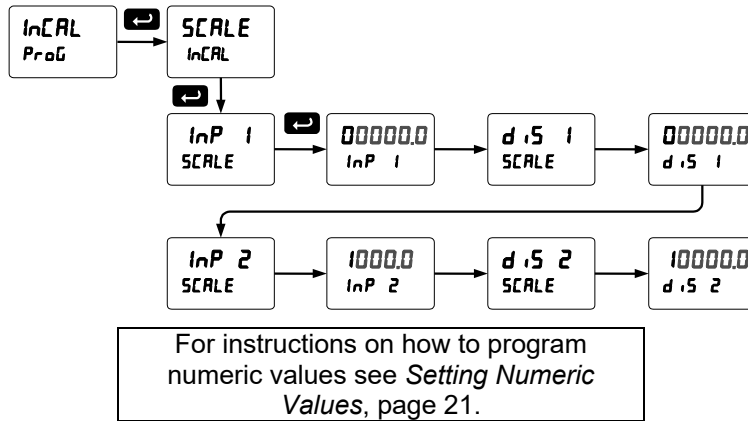 InCAL
ProG
SCALE
InCAL
InP 1
SCALE
00000.0
InP 1
diS 1
SCALE
00000.0
diS 1
InP 2
SCALE
1000.0
InP 2
diS 2
SCALE
10000.0
diS 2
For instructions on how to program
numeric values see Setting Numeric
Values, page 21.